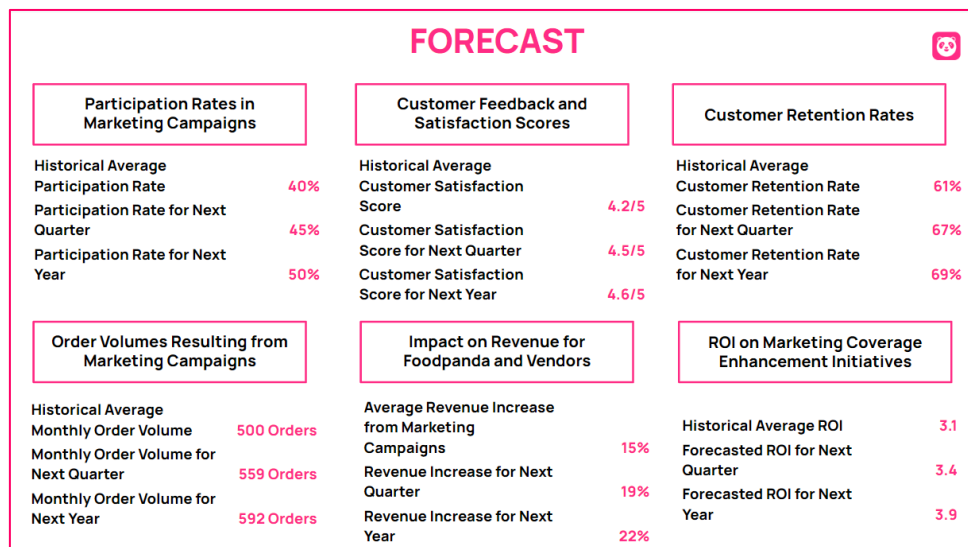 FORECAST
Participation Rates in
Marketing Campaigns
Historical Average
Participation Rate 40%
Participation Rate for Next
Quarter 45%
Participation Rate for Next
Year 50%
Customer Feedback and
Satisfaction Scores
Historical Average
Customer Satisfaction
Score 4.2/5
Customer Satisfaction
Score for Next Quarter 4.5/5
Customer Satisfaction
Score for Next Year 4.6/5
Customer Retention Rates
Historical Average
Customer Retention Rate 61%
Customer Retention Rate
for Next Quarter 67%
Customer Retention Rate
for Next Year 69%
Order Volumes Resulting from
Marketing Campaigns
Historical Average
Monthly Order Volume 500 Orders
Monthly Order Volume for
Next Quarter 559 Orders
Monthly Order Volume for
Next Year 592 Orders
Impact on Revenue for
Foodpanda and Vendors
Average Revenue Increase
from Marketing
Campaigns 15%
Revenue Increase for Next
Quarter 19%
Revenue Increase for Next
Year 22%
ROI on Marketing Coverage
Enhancement Initiatives
Historical Average ROI 3.1
Forecasted ROI for Next
Quarter 3.4
Forecasted ROI for Next
Year 3.9